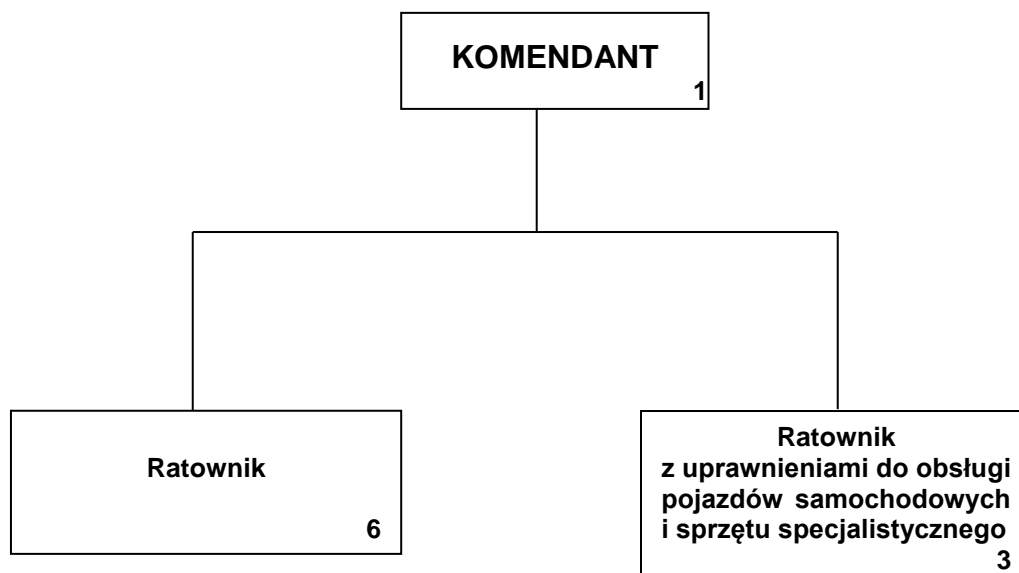 KOMENDANT
1
Ratownik
6
Ratownik
z uprawnieniami do obsługi
pojazdów samochodowych
i sprzętu specjalistycznego
3